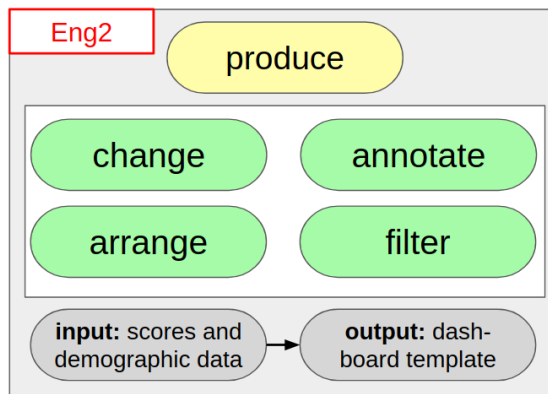 Eng2
produce
change
annotate
arrange
filter
input: scores and
demographic data
output: dash-
board template